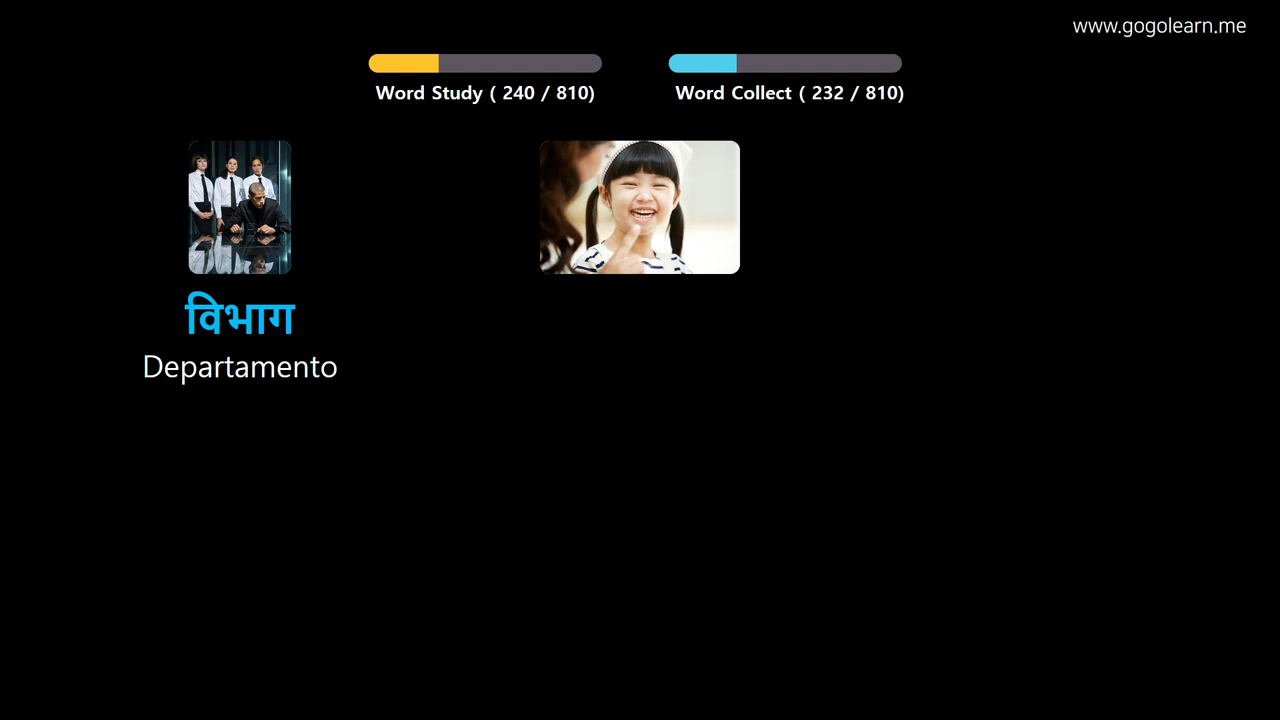 www.gogolearn.me
Word Study ( 240 / 810)
Word Collect ( 232 / 810)
विभाग
Departamento